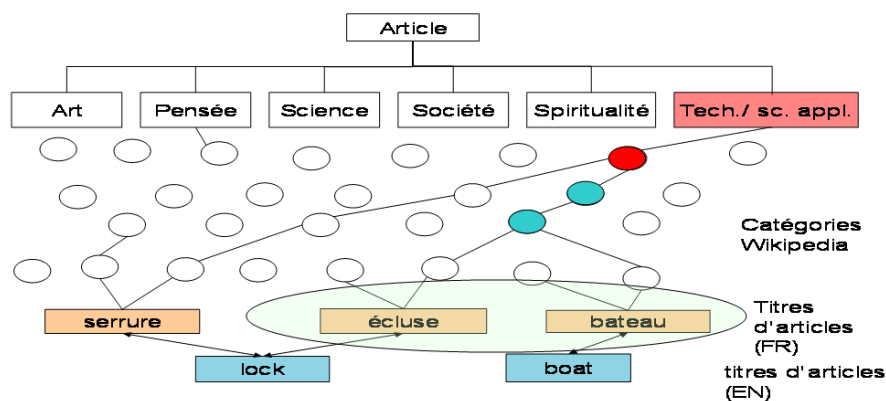 Article
Art
Pensée
Science
Société
Spiritualité
Tech./ sc. appl.
Catégories
Wikipedia
serrure
écluse
bateau
Titres
d'articles
(FR)
lock
boat
titres d'articles
(EN)